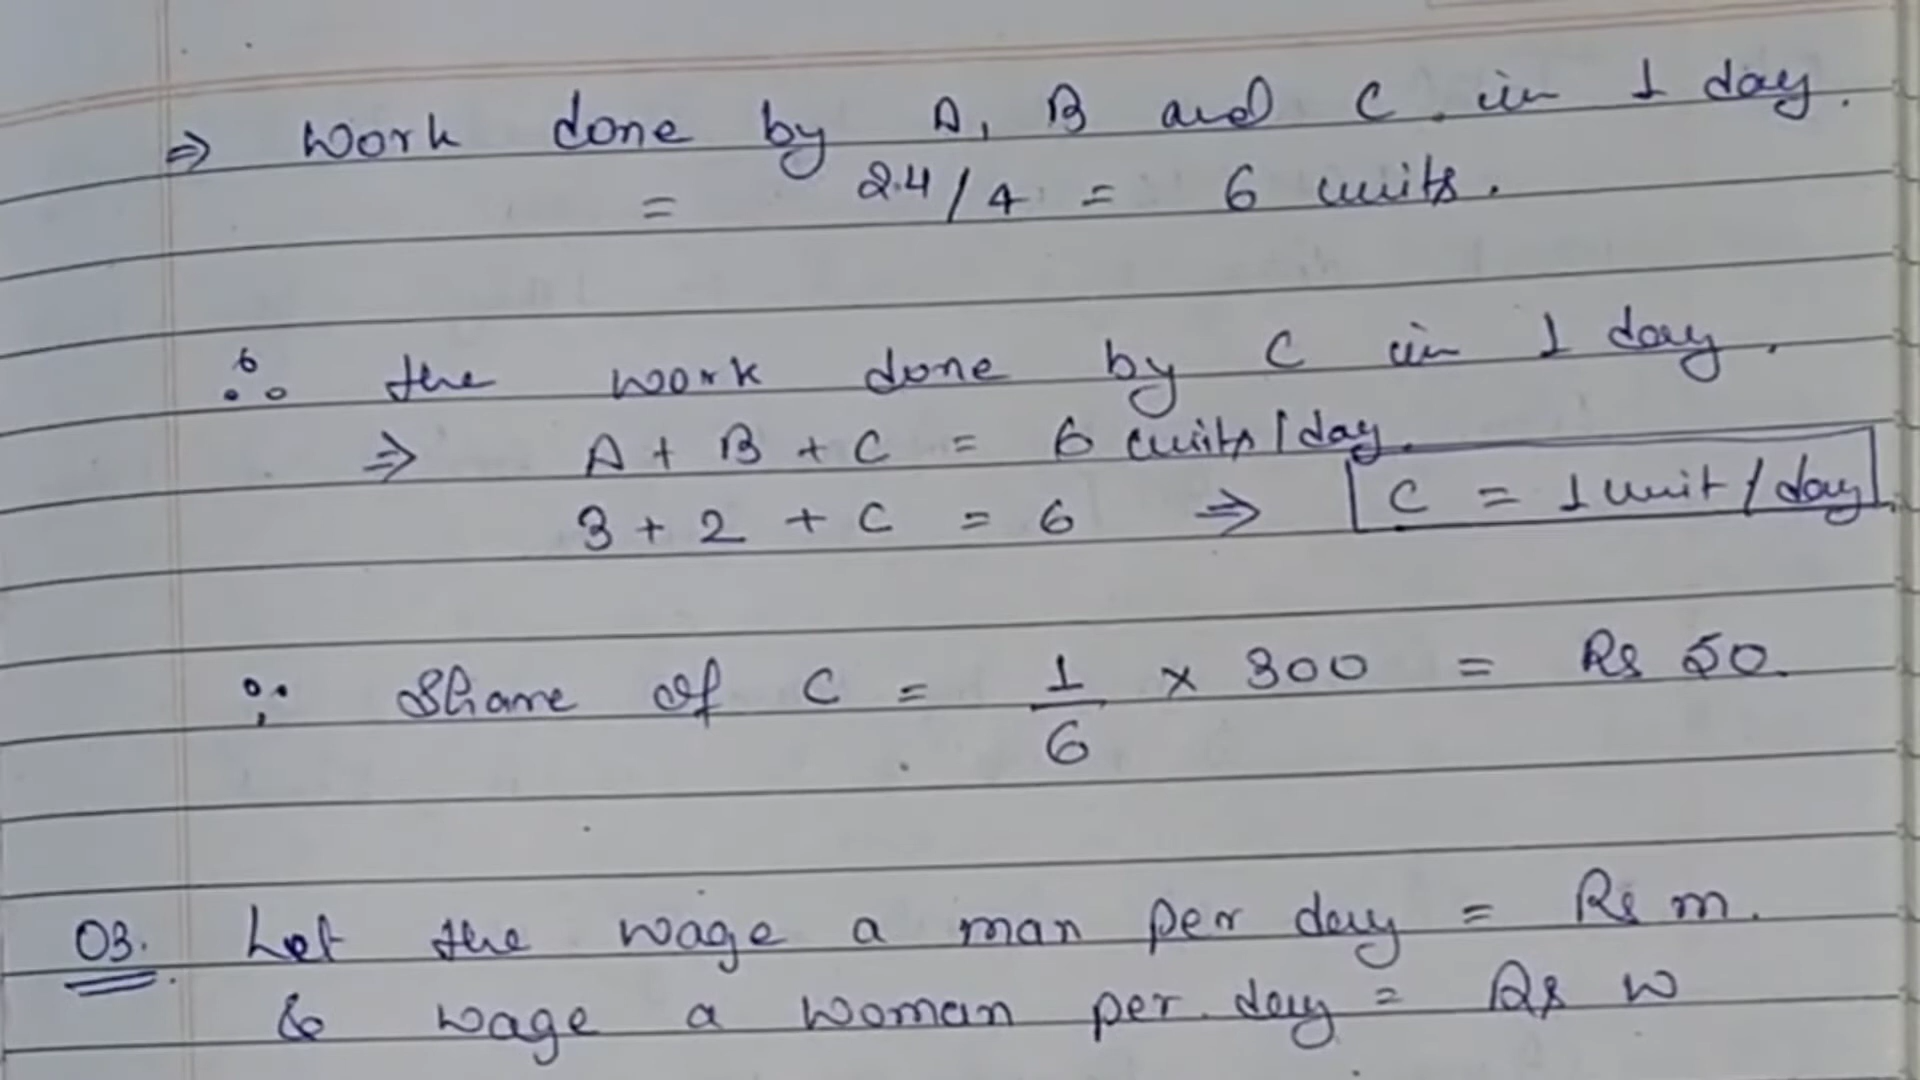 ⇒ Work done by A, B and C in 1 day.
= 24/4 = 6 units.
∴ the work done by C in 1 day.
⇒ A + B + C = 6 units/day.
3 + 2 + C = 6 ⇒ C = 1 unit/day.
∵ Share of C = 1/6 × 300 = Rs 50.
03. Let the wage a man per day = Rs m.
& wage a woman per day = Rs w